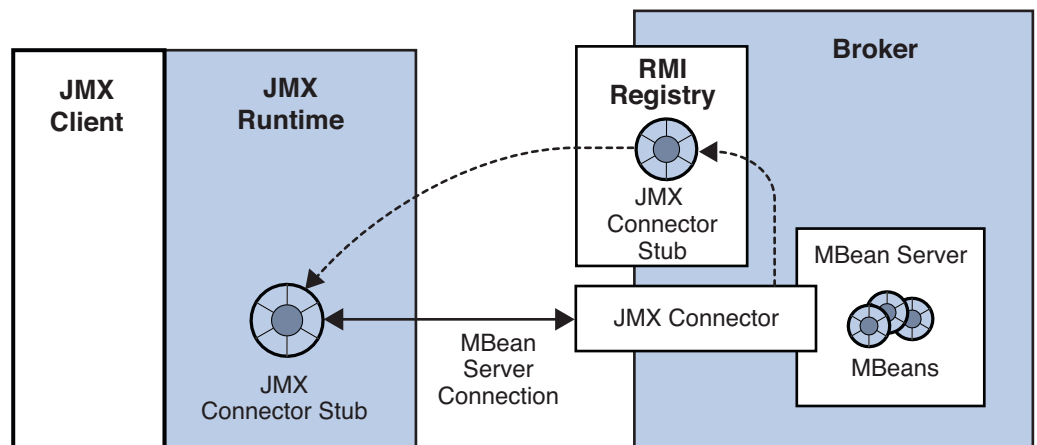 JMX
Client
JMX
Runtime
RMI
Registry
Broker
JMX
Connector
Stub
MBean Server
MBeans
JMX Connector
MBean
Server
Connection
JMX
Connector Stub